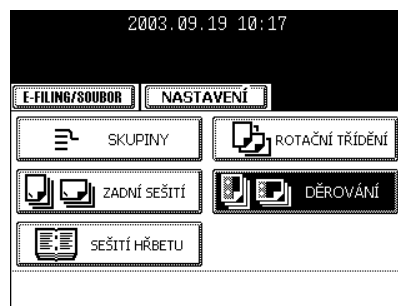 2003.09.19 10:17
E-FILING/SOUBOR NASTAVENÍ
SKUPINY ROTAČNÍ TŘÍDĚNÍ
ZADNÍ SEŠITÍ DĚROVÁNÍ
SEŠITÍ HŘBETU